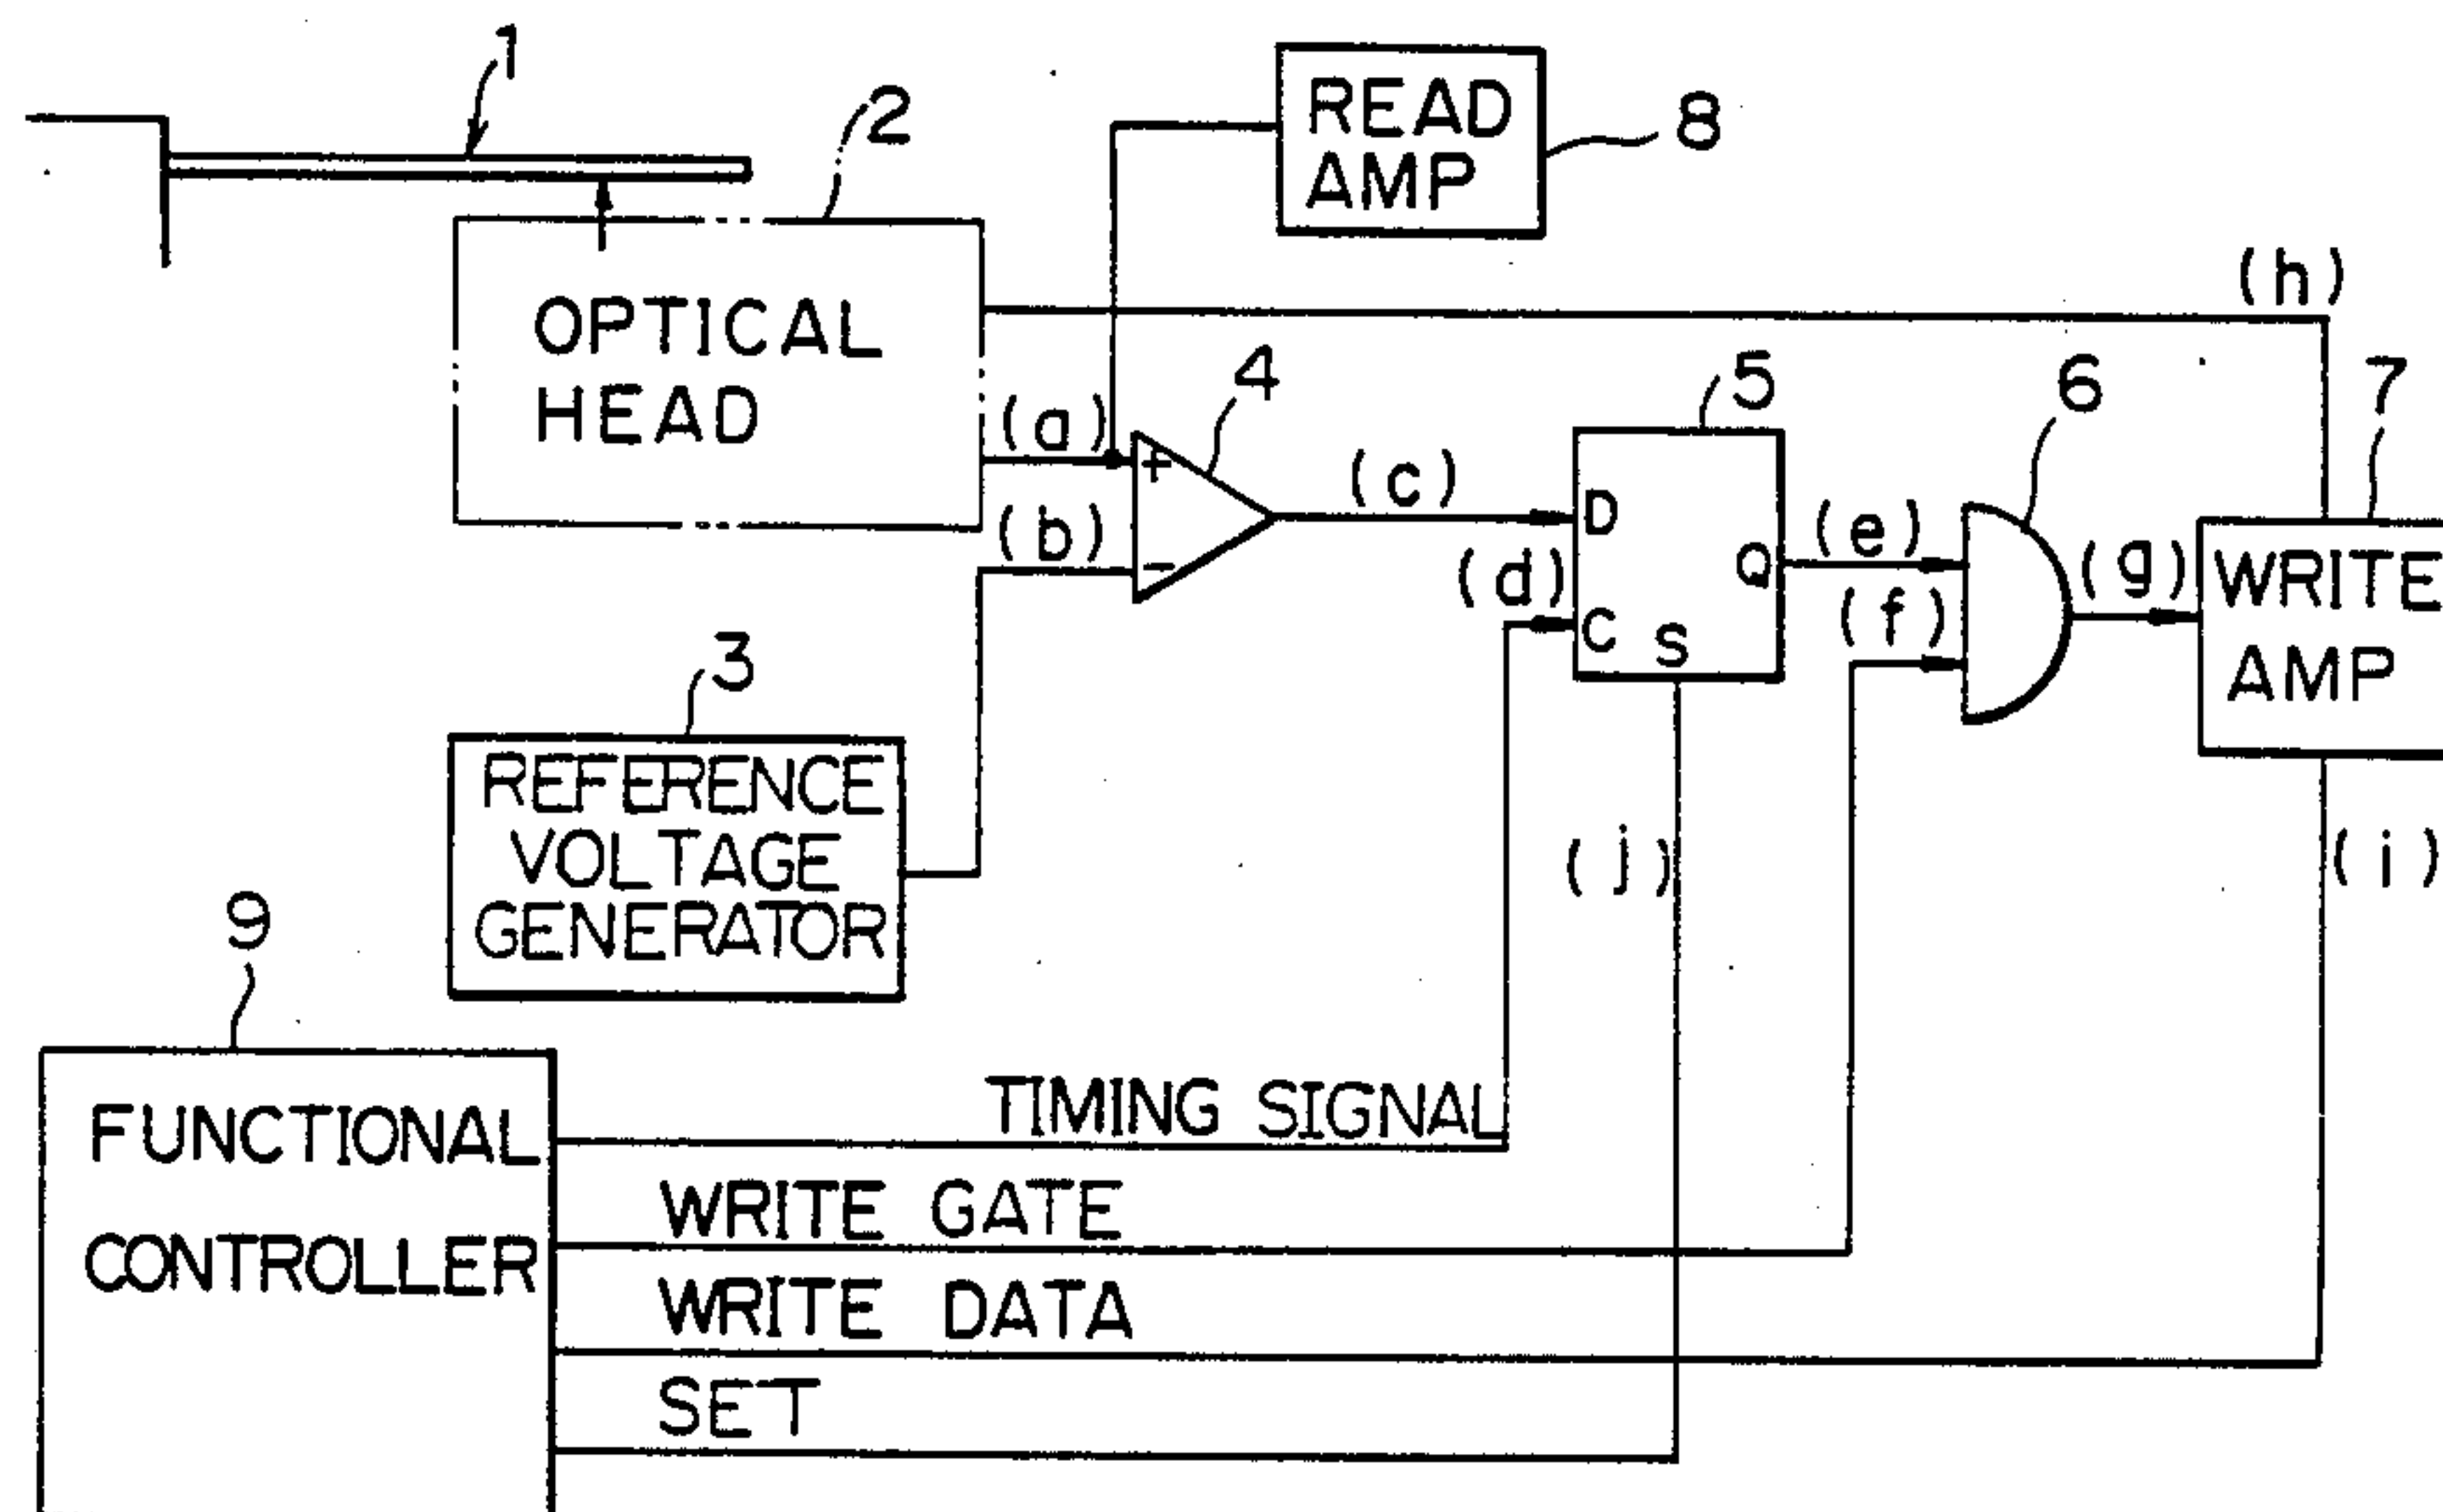 1
2
READ
AMP
8
(h)
OPTICAL
HEAD
(a)
4
(c)
5
6
7
(b)
+
-
D
(d)
C
S
Q
(e)
(f)
(g)
WRITE
AMP
3
REFERENCE
VOLTAGE
GENERATOR
(j)
(i)
9
FUNCTIONAL
CONTROLLER
TIMING SIGNAL
WRITE GATE
WRITE DATA
SET